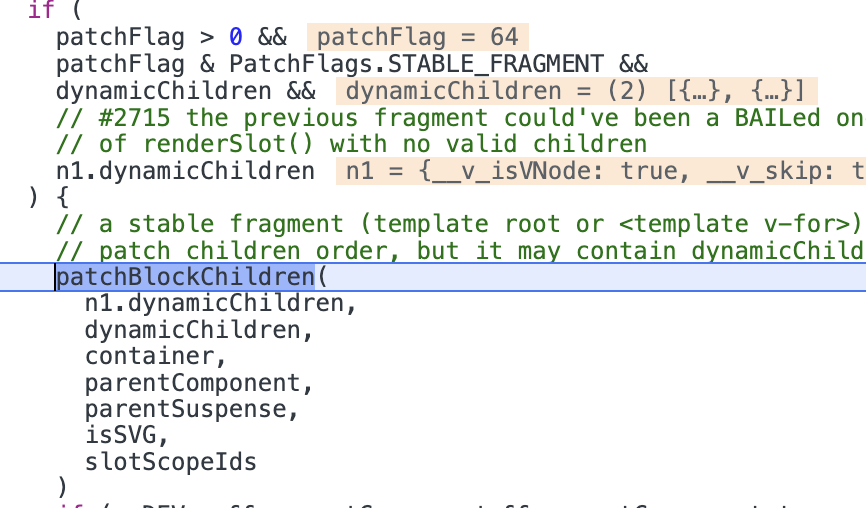 if (
patchFlag > 0 && patchFlag = 64
patchFlag & PatchFlags.STABLE_FRAGMENT &&
dynamicChildren && dynamicChildren = (2) [{…}, {…}]
// #2715 the previous fragment could've been a BAILed on
// of renderSlot() with no valid children
n1.dynamicChildren n1 = {__v_isVNode: true, __v_skip: t
) {
// a stable fragment (template root or <template v-for>)
// patch children order, but it may contain dynamicChild
patchBlockChildren(
n1.dynamicChildren,
dynamicChildren,
container,
parentComponent,
parentSuspense,
isSVG,
slotScopeIds
)